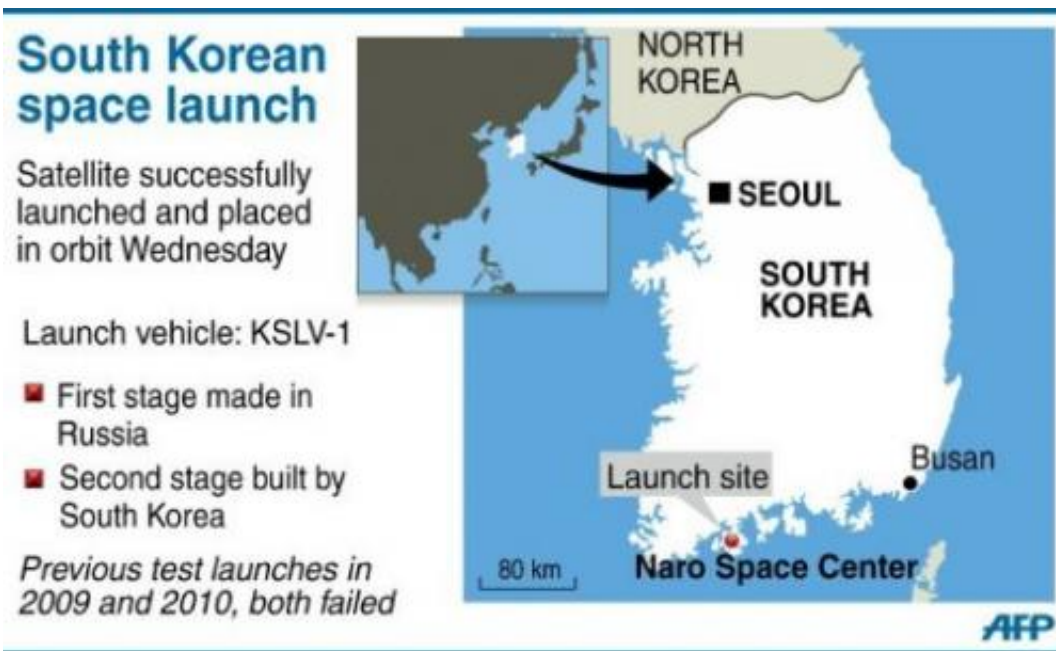 South Korean
space launch
Satellite successfully
launched and placed
in orbit Wednesday
Launch vehicle: KSLV-1
First stage made in
Russia
Second stage built by
South Korea
Previous test launches in
2009 and 2010, both failed
NORTH
KOREA
SEOUL
SOUTH
KOREA
Busan
Launch site
Naro Space Center
80 km
AFP